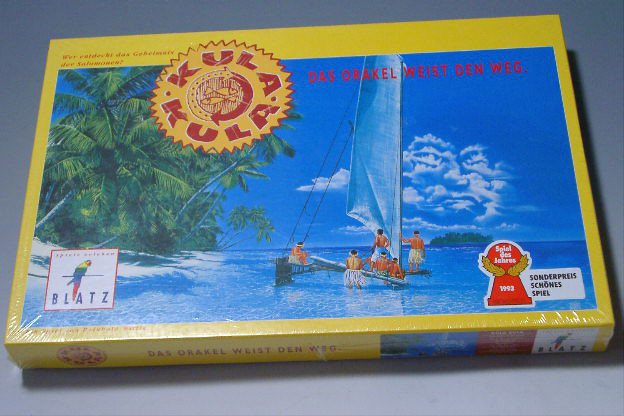 Wer entdeckt das Geheimnis
der Salomonen?
KULA
KULA
DAS ORAKEL WEIST DEN WEG.
Spiele erleben
BLATZ
Spiel
des
Jahres
1993
SONDERPREIS
SCHÖNES
SPIEL
DAS ORAKEL WEIST DEN WEG.
BLATZ